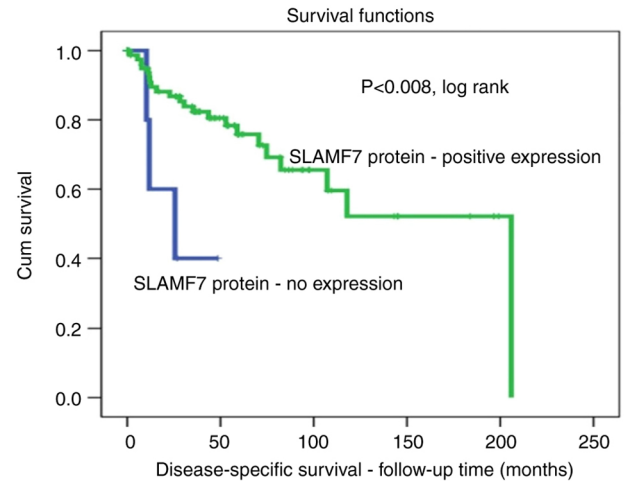 Survival functions
P<0.008, log rank
SLAMF7 protein - positive expression
SLAMF7 protein - no expression
Cum survival
1.0
0.8
0.6
0.4
0.2
0.0
0 50 100 150 200 250
Disease-specific survival - follow-up time (months)